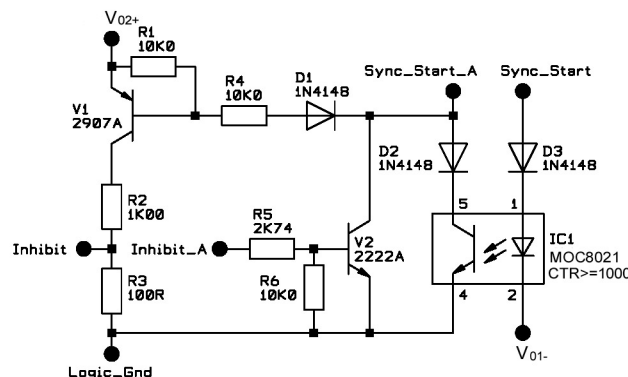 V02+
R1
10K0
R4
10K0
D1
1N4148
Sync_Start_A
Sync_Start
V1
2907A
D2
1N4148
D3
1N4148
R2
1K00
R5
2K74
5
1
Inhibit
Inhibit_A
V2
2222A
IC1
MOC8021
CTR>=1000
R3
100R
R6
10K0
4
2
V01-
Logic_Gnd